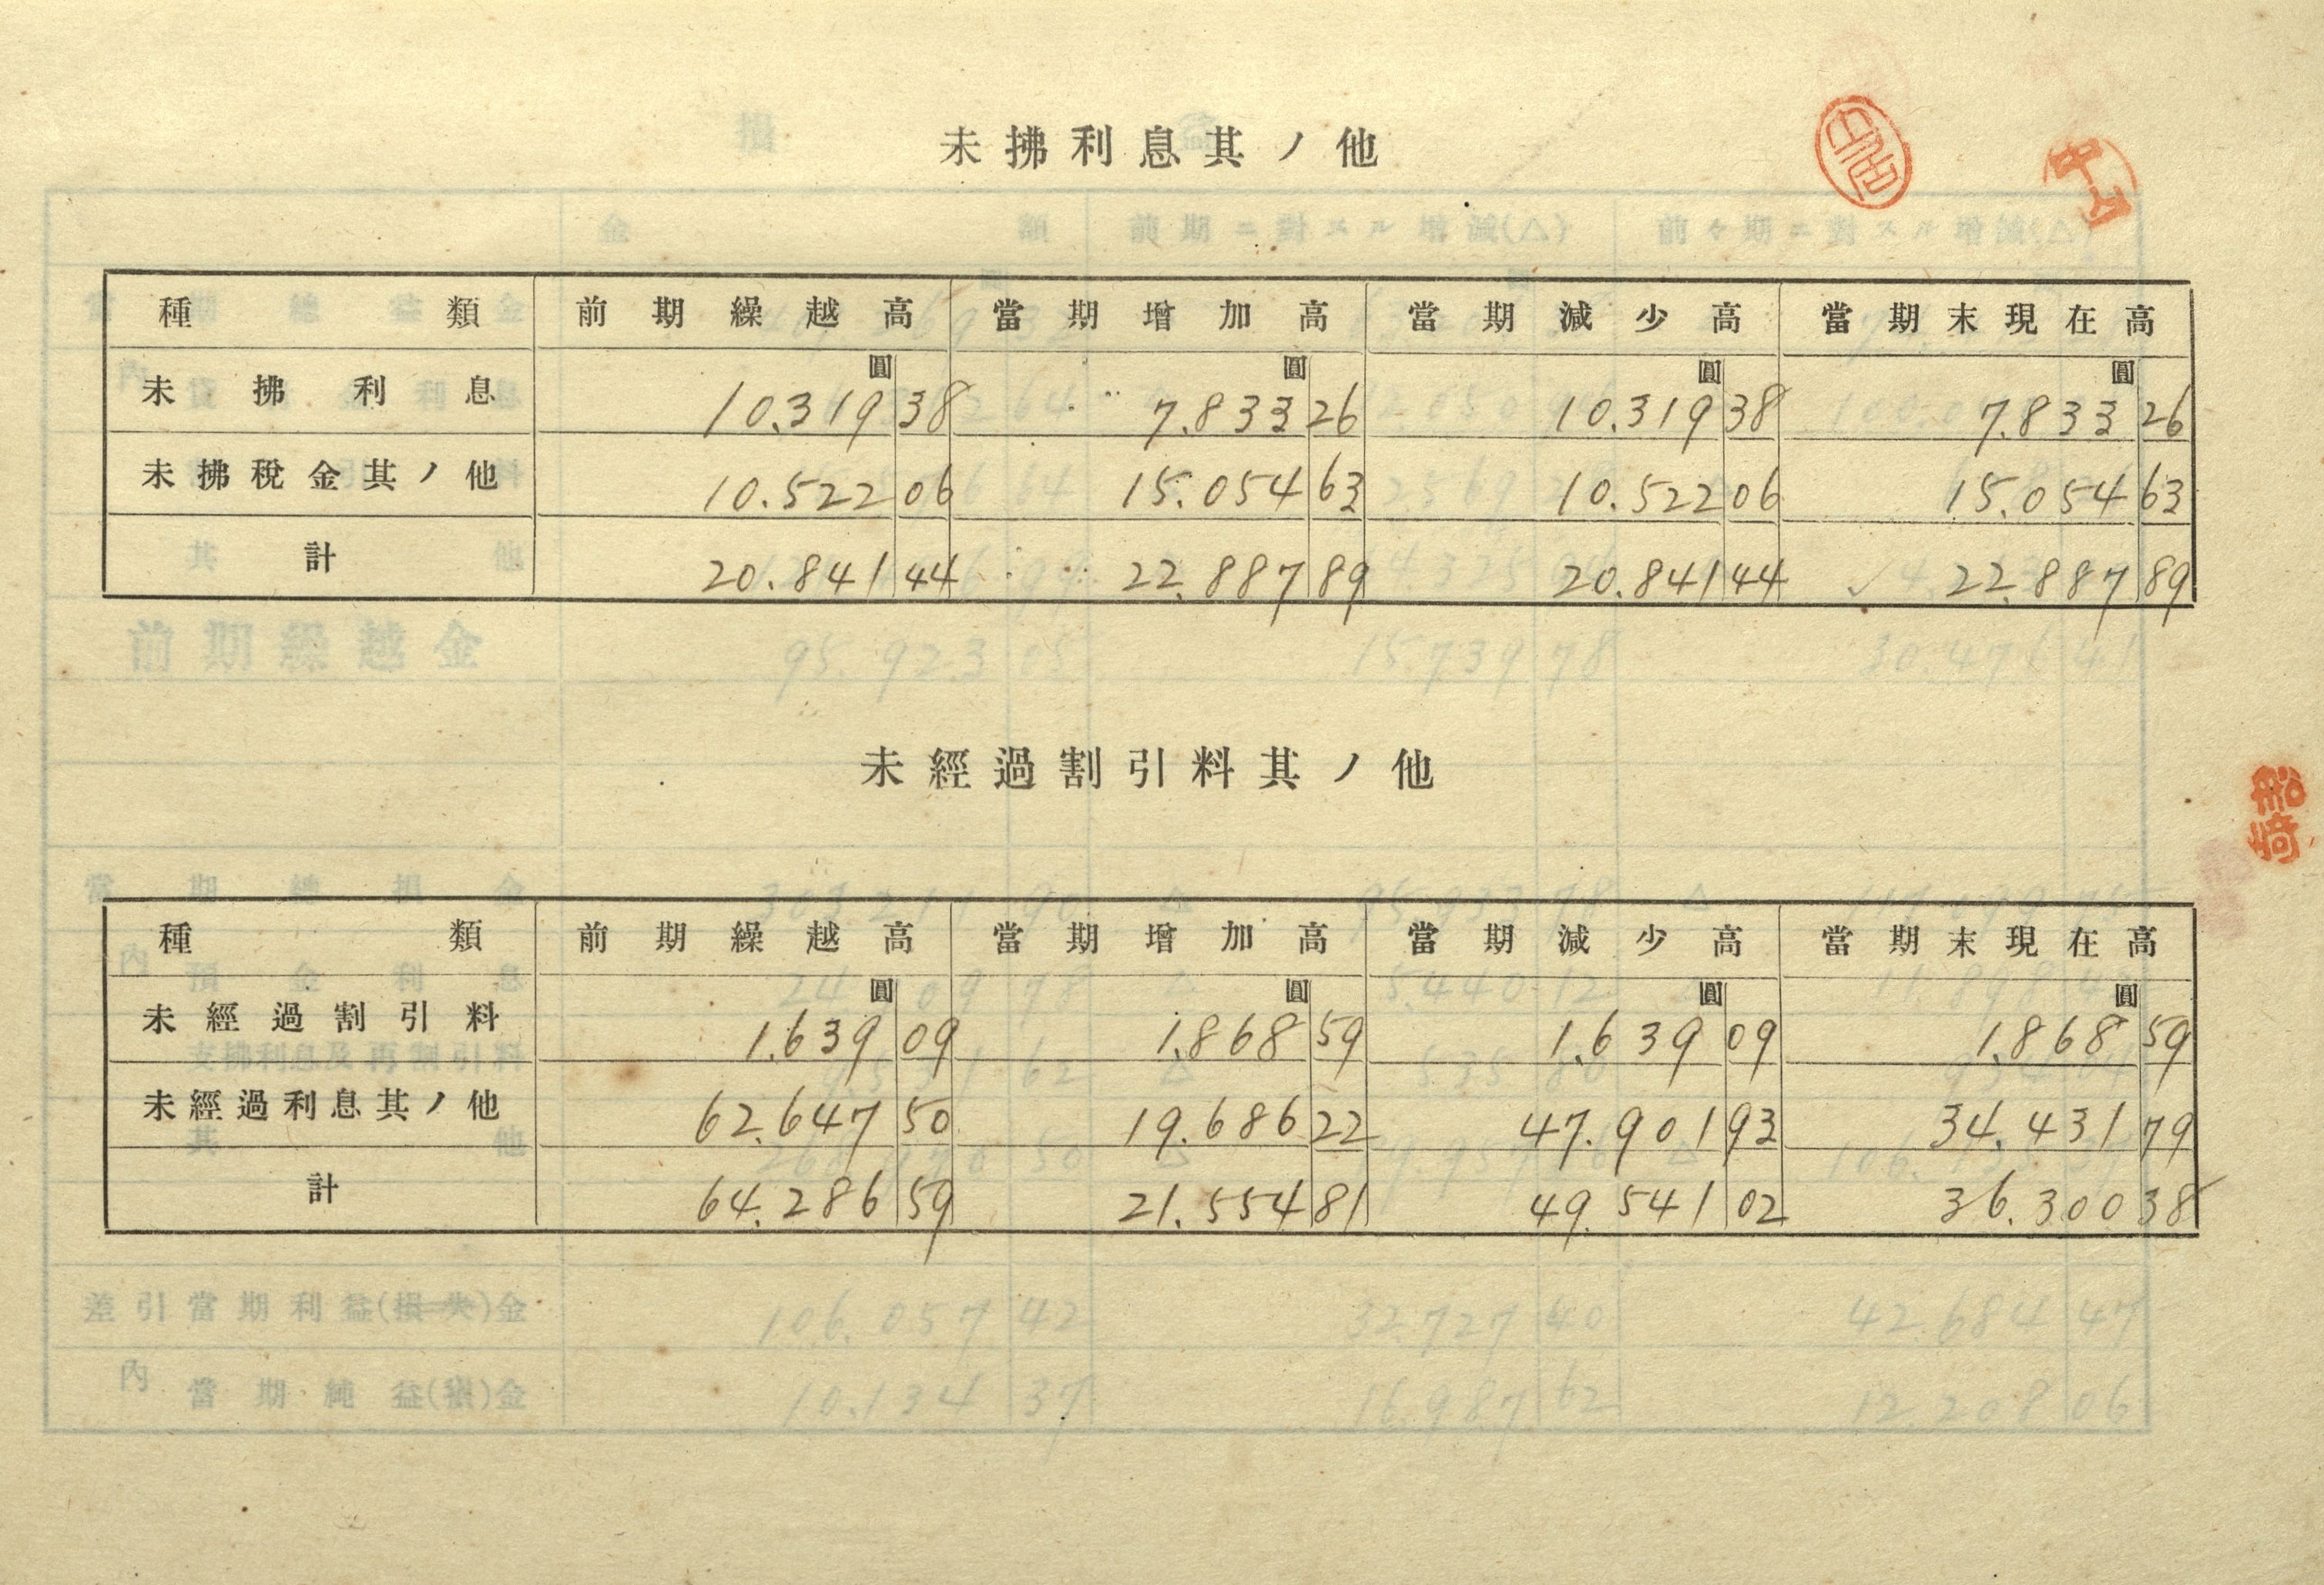 未拂利息其ノ他
中山
種類 前期繰越高 當期増加高 當期減少高 當期末現在高
圓 圓 圓 圓
未拂利息 10.319 38 7.833 26 10.319 38 7.833 26
未拂稅金其ノ他 10.522 06 15.054 63 10.522 06 15.054 63
計 20.841 44 22.887 89 20.841 44 ✓ 22.887 89
未經過割引料其ノ他
船崎
種類 前期繰越高 當期増加高 當期減少高 當期末現在高
圓 圓 圓 圓
未經過割引料 1.639 09 1.868 59 1.639 09 1.868 59
未經過利息其ノ他 62.647 50 19.686 22 47.901 93 34.431 79
計 64.286 59 21.554 81 49.541 02 36.300 38